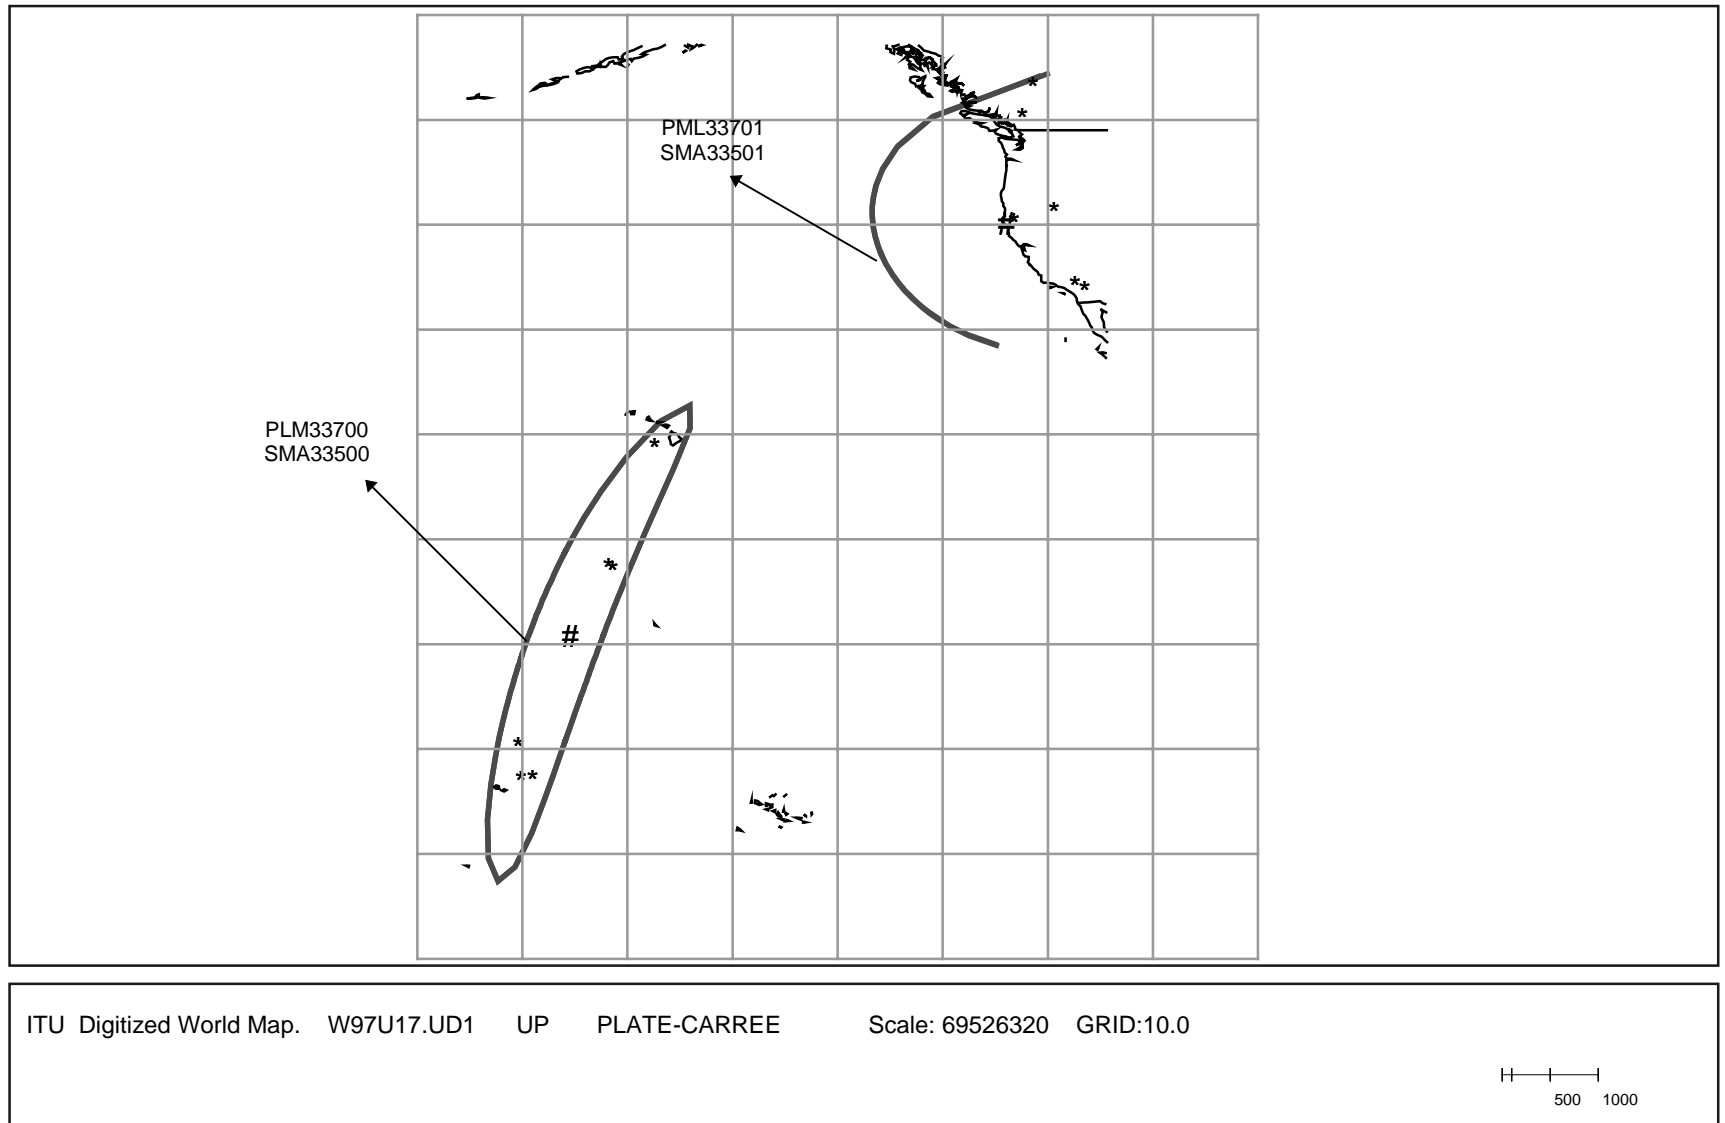 PML33701
SMA33501
PLM33700
SMA33500
ITU Digitized World Map. W97U17.UD1 UP PLATE-CARREE Scale: 69526320 GRID:10.0
500 1000